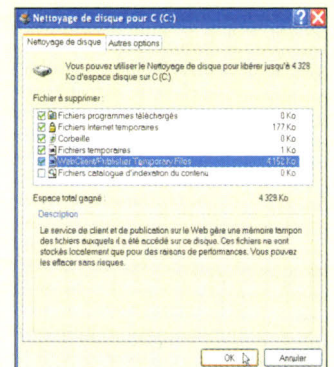 Nettoyage de disque pour C (C:)
Nettoyage de disque Autres options
Vous pouvez utiliser le Nettoyage de disque pour libérer jusqu'à 4 328
Ko d'espace disque sur C (C:)
Fichier à supprimer :
Fichiers programmes téléchargés 0 Ko
Fichiers Internet temporaires 177 Ko
Corbeille 0 Ko
Fichiers temporaires 1 Ko
WebClient/Publisher Temporary Files 4 152 Ko
Fichiers catalogue d'indexation du contenu 0 Ko
Espace total gagné : 4 328 Ko
Description
Le service de client et de publication sur le Web gère une mémoire tampon
des fichiers auxquels il a été accédé sur ce disque. Ces fichiers ne sont
stockés localement que pour des raisons de performances. Vous pouvez
les effacer sans risques.
OK Annuler